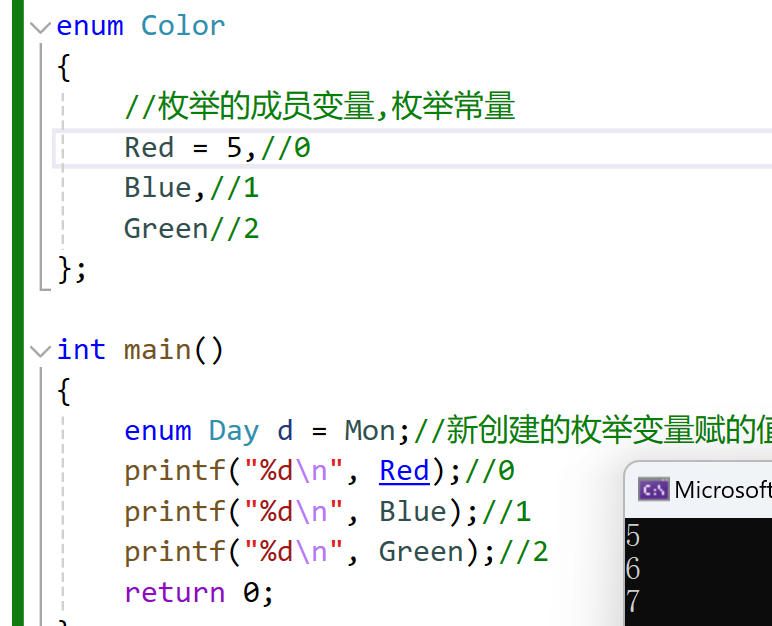 enum Color
{
//枚举的成员变量,枚举常量
Red = 5,//0
Blue,//1
Green//2
};
int main()
{
enum Day d = Mon;//新创建的枚举变量赋的值
printf("%d\n", Red);//0
printf("%d\n", Blue);//1
printf("%d\n", Green);//2
return 0;
Microsoft
5
6
7